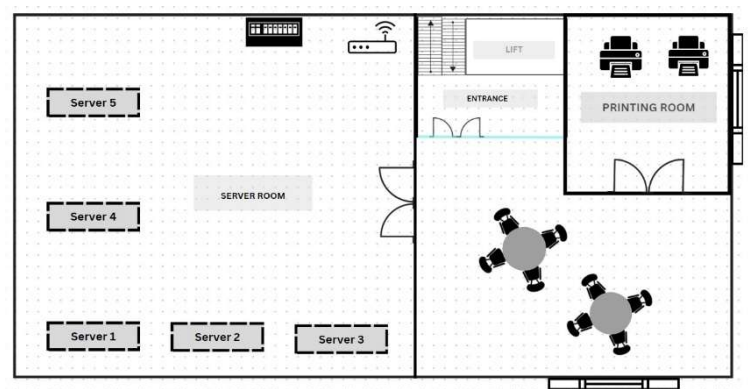 LIFT
ENTRANCE
Server 5
PRINTING ROOM
SERVER ROOM
Server 4
Server 1
Server 2
Server 3